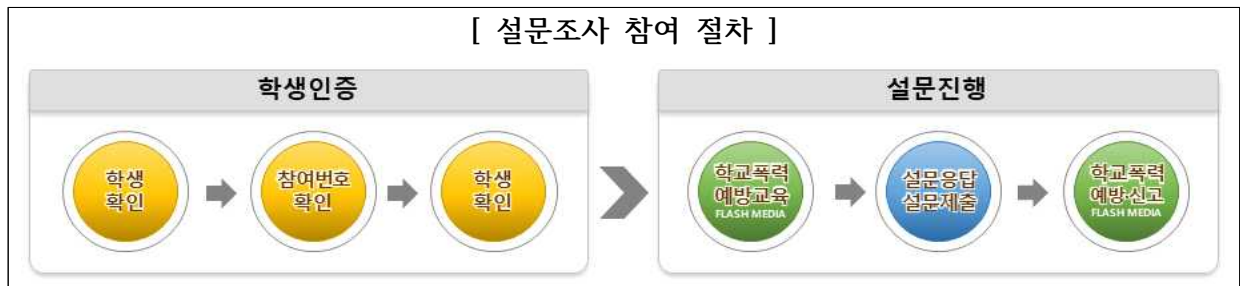 [ 설문조사 참여 절차 ]
학생인증
학생
확인
참여번호
확인
학생
확인
설문진행
학교폭력
예방교육
FLASH MEDIA
설문응답
설문제출
학교폭력
예방·신고
FLASH MEDIA